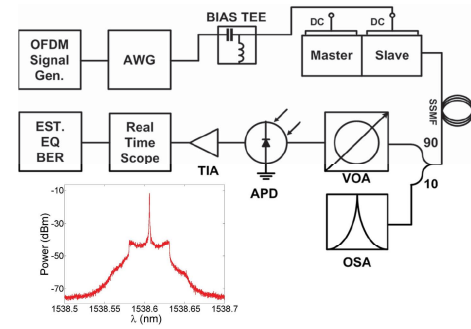 BIAS TEE
DC
DC
OFDM
Signal
Gen.
AWG
Master
Slave
SSMF
EST.
EQ
BER
Real
Time
Scope
TIA
APD
VOA
90
10
OSA
Power (dBm)
-10
-30
-50
-70
1538.5
1538.55
1538.6
1538.65
1538.7
λ (nm)